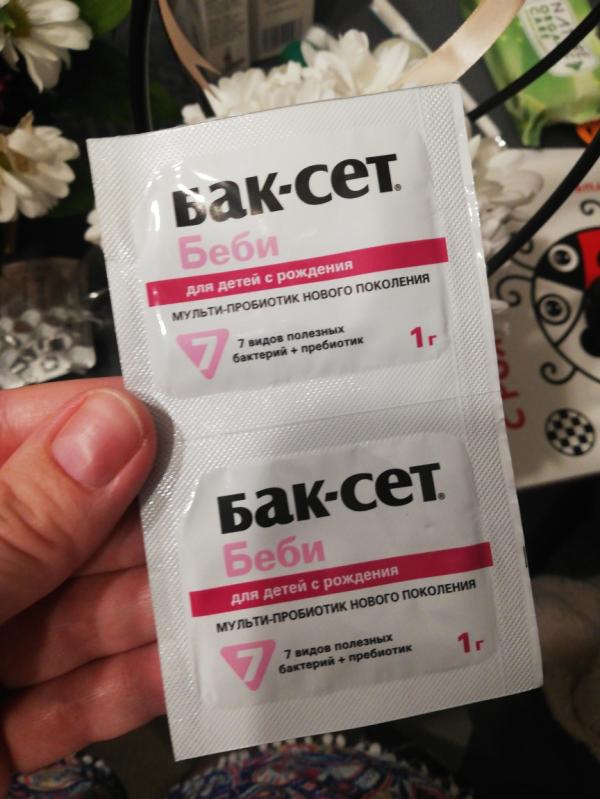 Бак-сет®
Беби
для детей с рождения
МУЛЬТИ-ПРОБИОТИК НОВОГО ПОКОЛЕНИЯ
7
7 видов полезных
бактерий + пребиотик
1 г
Бак-сет®
Беби
для детей с рождения
МУЛЬТИ-ПРОБИОТИК НОВОГО ПОКОЛЕНИЯ
7
7 видов полезных
бактерий + пребиотик
1 г